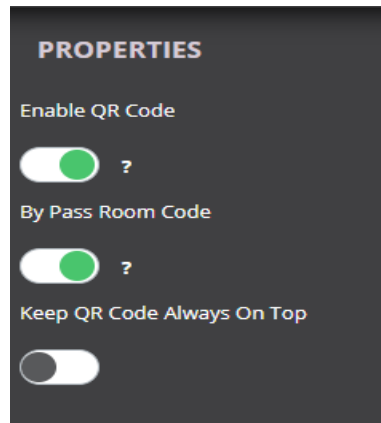 PROPERTIES
Enable QR Code
?
By Pass Room Code
?
Keep QR Code Always On Top